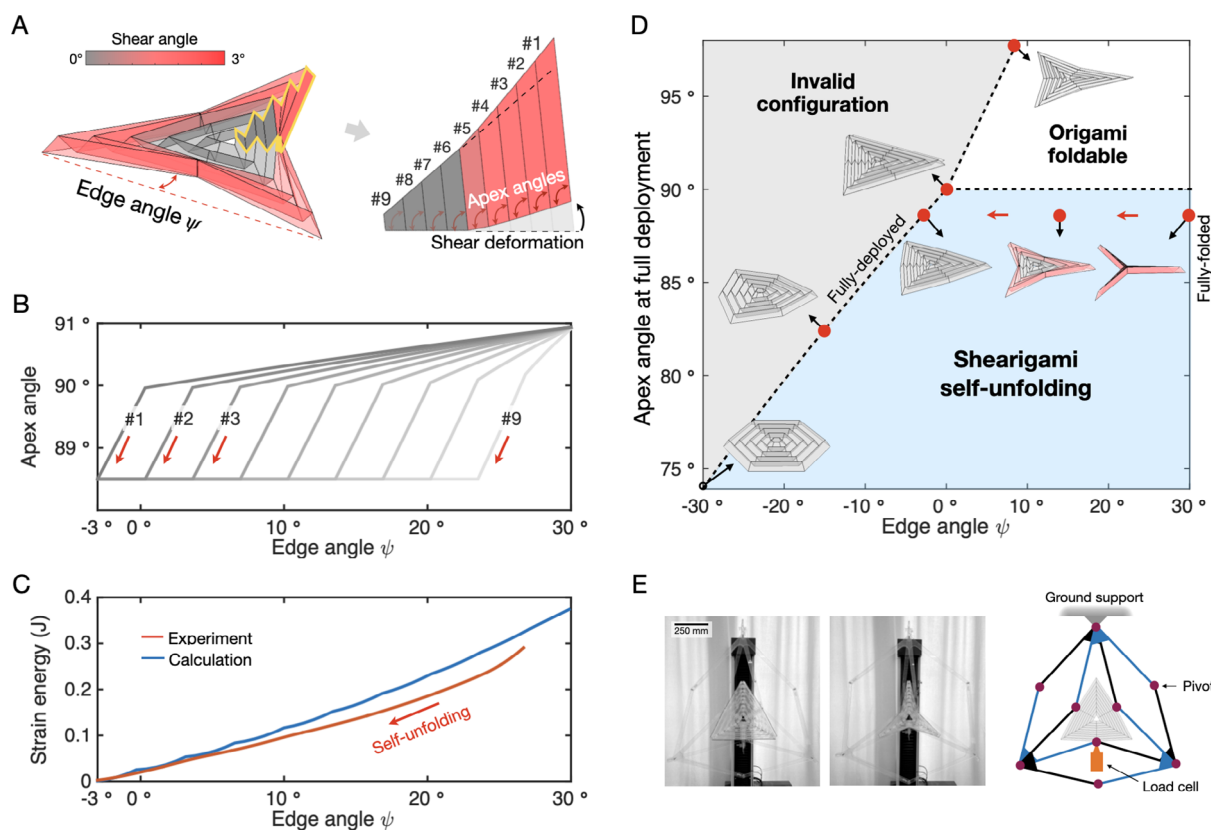 A
Shear angle
0°
3°
Edge angle ψ
#1
#2
#3
#4
#5
#6
#7
#8
#9
Apex angles
Shear deformation
B
91 °
90 °
89 °
Apex angle
#1
#2
#3
#9
-3 °
0 °
10 °
20 °
30 °
Edge angle ψ
C
0.4
0.3
0.2
0.1
0
Strain energy (J)
Experiment
Calculation
Self-unfolding
-3 °
0 °
10 °
20 °
30 °
Edge angle ψ
D
95 °
90 °
85 °
80 °
75 °
Apex angle at full deployment
Invalid
configuration
Origami
foldable
Fully-deployed
Fully-folded
Shearigami
self-unfolding
-30 °
-20 °
-10 °
0 °
10 °
20 °
30 °
Edge angle ψ
E
250 mm
Ground support
Pivot
Load cell